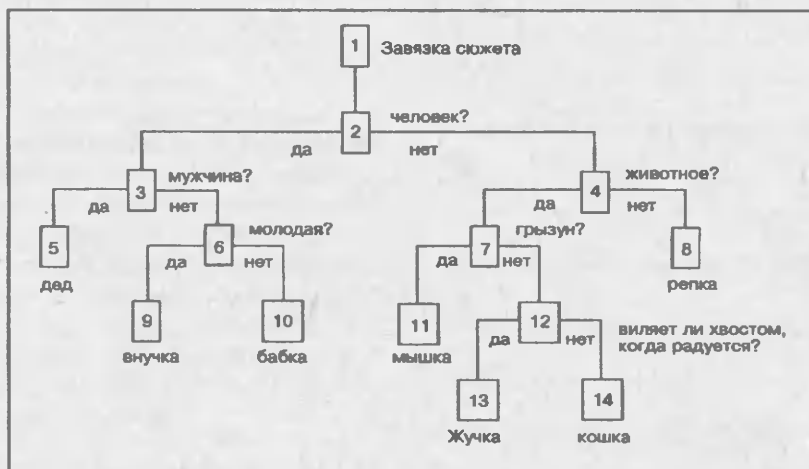 1 Завязка сюжета
человек?
2
да нет
мужчина? животное?
3 4
да нет да нет
молодая? грызун?
5 6 7 8
дед да нет да нет репка
9 10 11 12 виляет ли хвостом,
внучка бабка мышка да нет когда радуется?
13 14
Жучка кошка